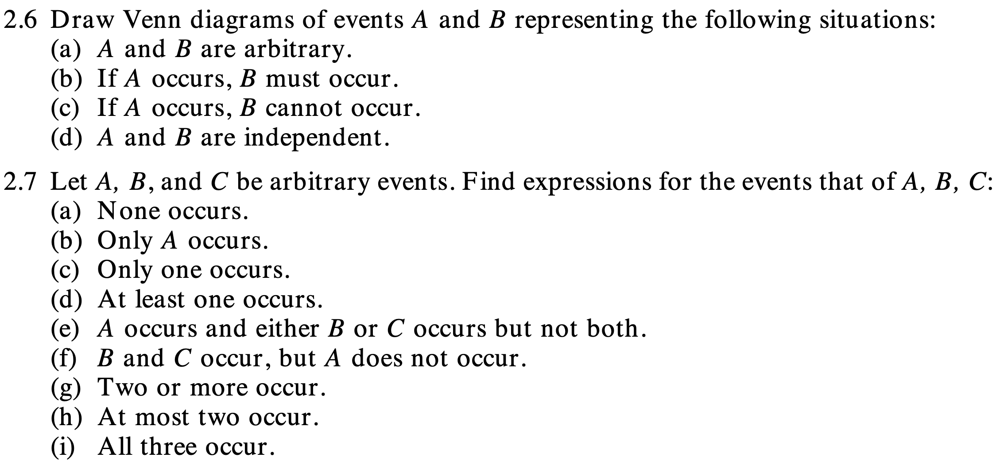 2.6 Draw Venn diagrams of events A and B representing the following situations:
(a) A and B are arbitrary.
(b) If A occurs, B must occur.
(c) If A occurs, B cannot occur.
(d) A and B are independent.
2.7 Let A, B, and C be arbitrary events. Find expressions for the events that of A, B, C:
(a) None occurs.
(b) Only A occurs.
(c) Only one occurs.
(d) At least one occurs.
(e) A occurs and either B or C occurs but not both.
(f) B and C occur, but A does not occur.
(g) Two or more occur.
(h) At most two occur.
(i) All three occur.